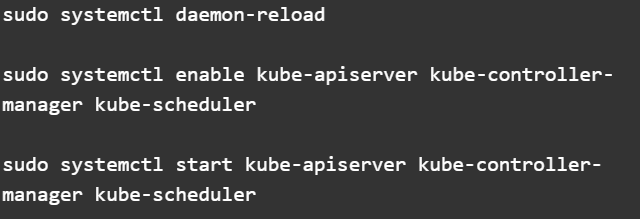 sudo systemctl daemon-reload
sudo systemctl enable kube-apiserver kube-controller-
manager kube-scheduler
sudo systemctl start kube-apiserver kube-controller-
manager kube-scheduler